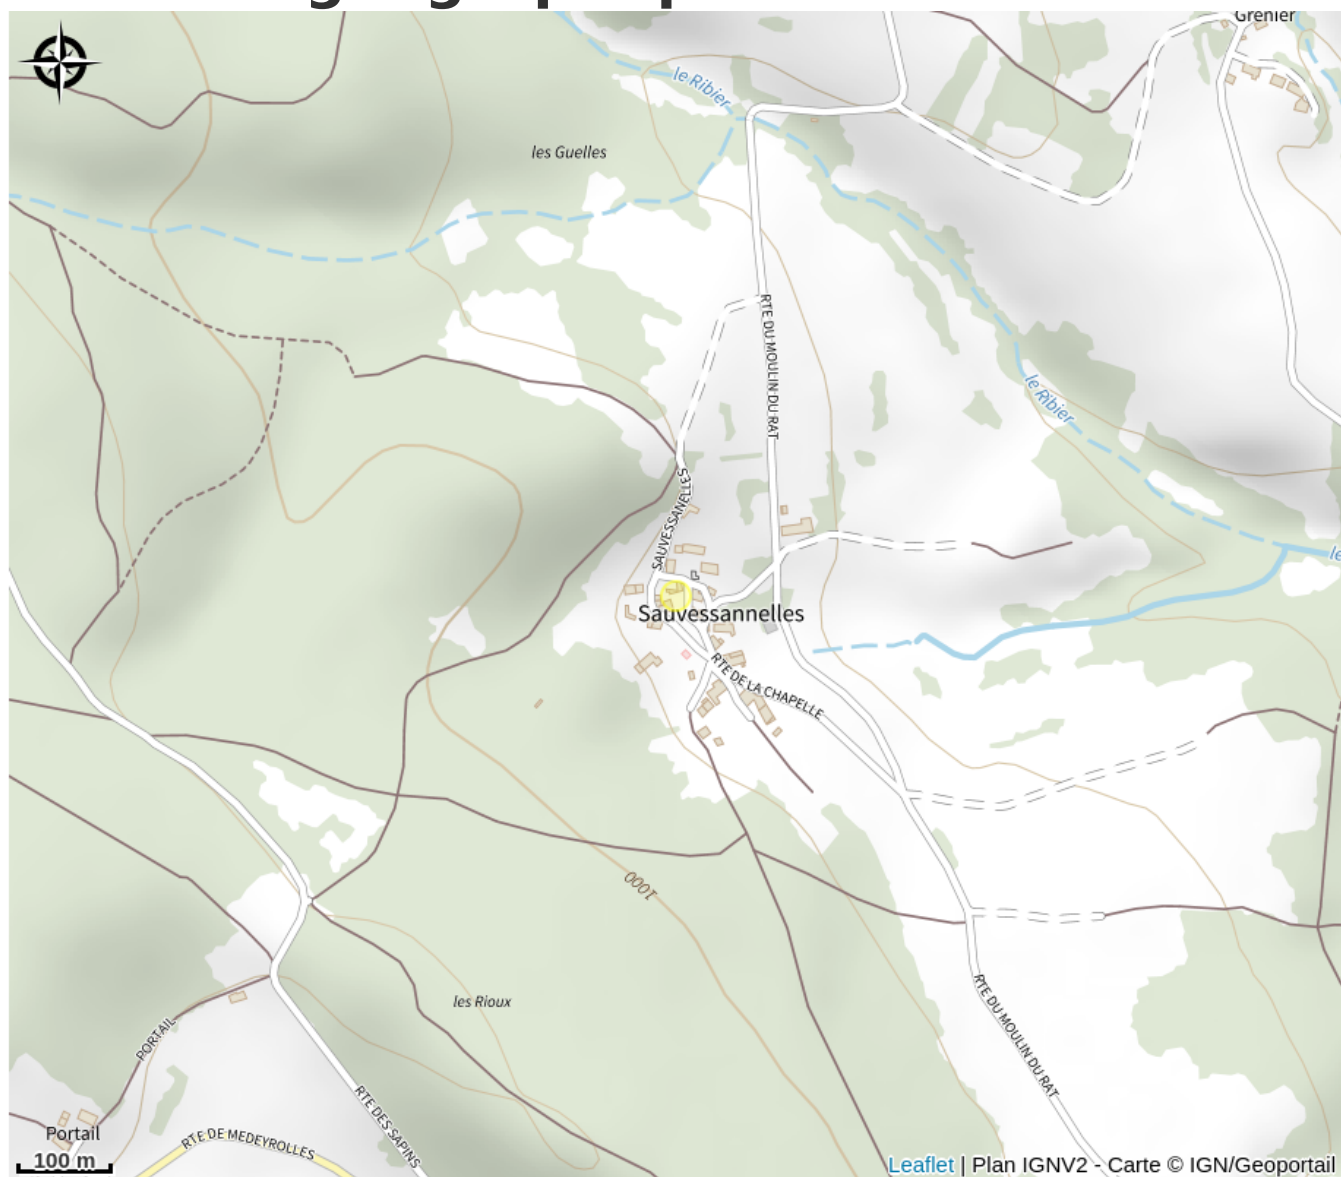 Grenier
le Ribier
les Guelles
RTE DU MOULIN DU RAT
le Ribier
SAUVESSANELLES
le
Sauvessannelles
RTE DE LA CHAPELLE
1000
les Rioux
RTE DU MOULIN DU RAT
PORTAIL
RTE DES SAPINS
Portail
RTE DE MEDEYROLLES
100 m
Leaflet | Plan IGNV2 - Carte © IGN/Geoportail